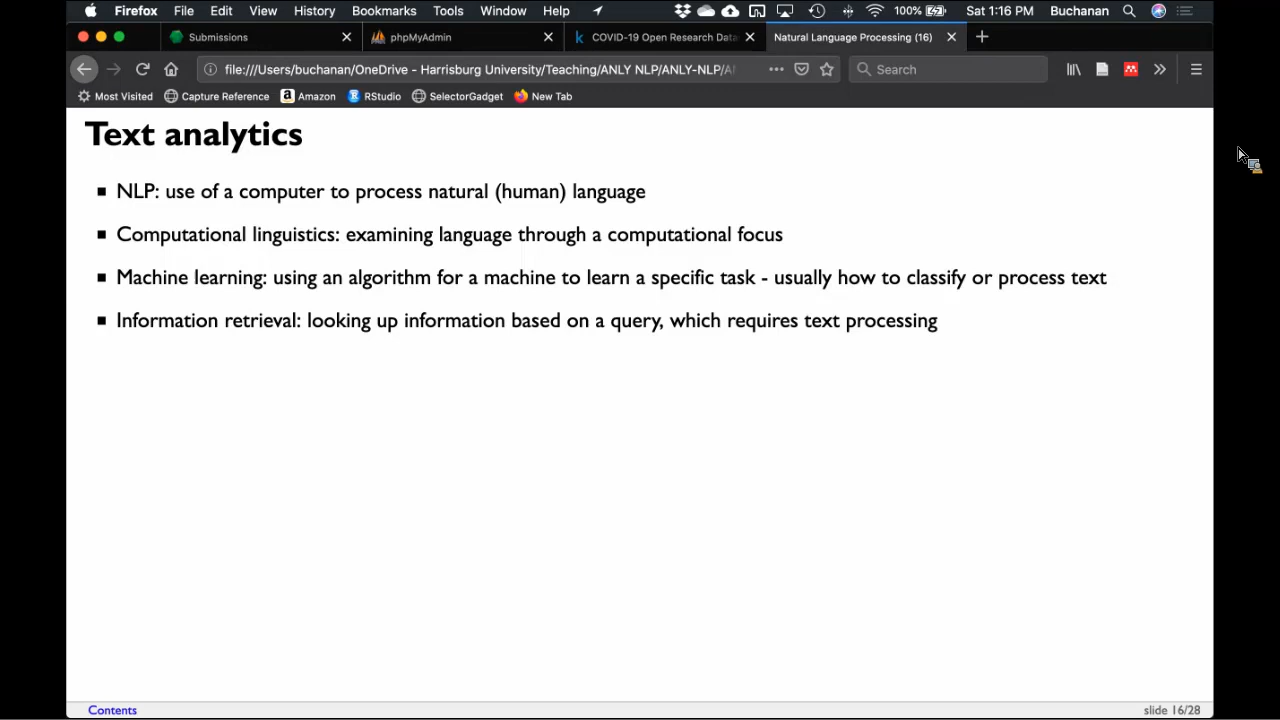 Firefox File Edit View History Bookmarks Tools Window Help 100% Sat 1:16 PM Buchanan
Submissions phpMyAdmin COVID-19 Open Research Data Natural Language Processing (16)
file:///Users/buchanan/OneDrive - Harrisburg University/Teaching/ANLY NLP/ANLY-NLP/ Search
Most Visited Capture Reference Amazon RStudio SelectorGadget New Tab
Text analytics
NLP: use of a computer to process natural (human) language
Computational linguistics: examining language through a computational focus
Machine learning: using an algorithm for a machine to learn a specific task - usually how to classify or process text
Information retrieval: looking up information based on a query, which requires text processing
Contents slide 16/28